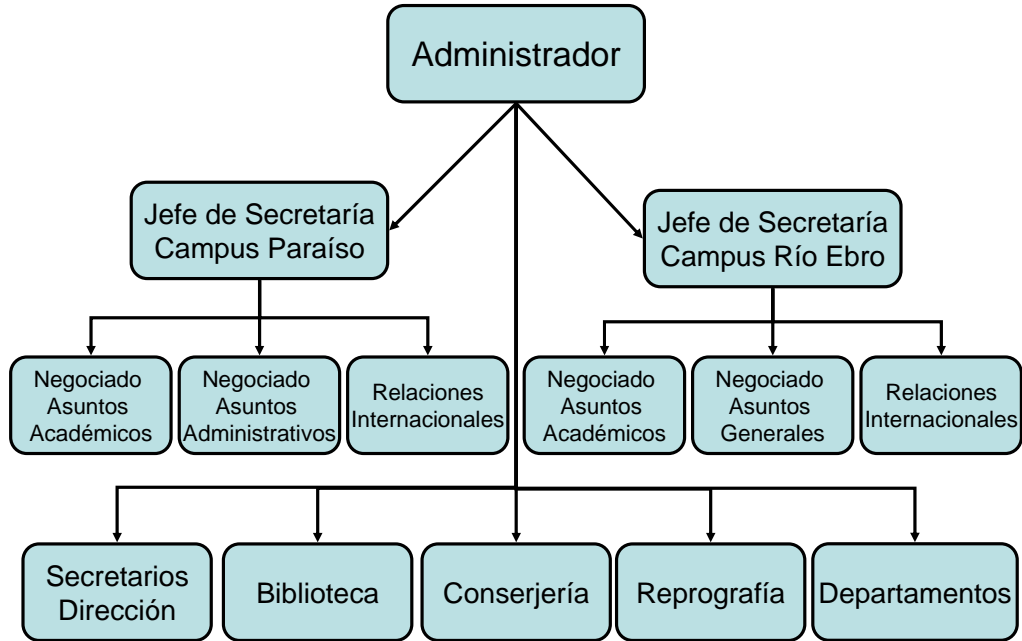 Administrador
Jefe de Secretaría
Campus Paraíso
Jefe de Secretaría
Campus Río Ebro
Negociado
Asuntos
Académicos
Negociado
Asuntos
Administrativos
Relaciones
Internacionales
Negociado
Asuntos
Académicos
Negociado
Asuntos
Generales
Relaciones
Internacionales
Secretarios
Dirección
Biblioteca
Conserjería
Reprografía
Departamentos